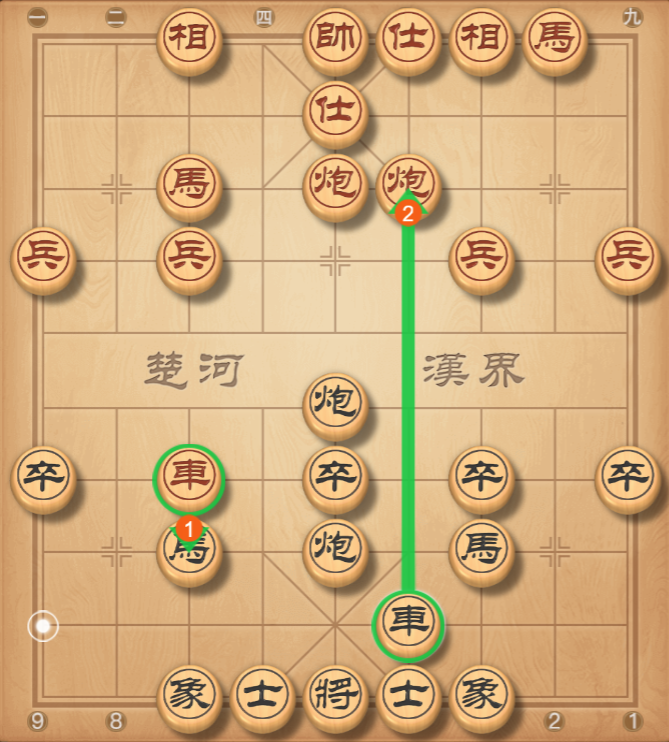 一 二 四 九
相 帥 仕 相 馬
仕
馬 炮 炮
2
兵 兵 兵 兵
楚河 漢界
炮
卒 車 卒 卒 卒
1
馬 炮 馬
車
象 士 將 士 象
9 8 2 1